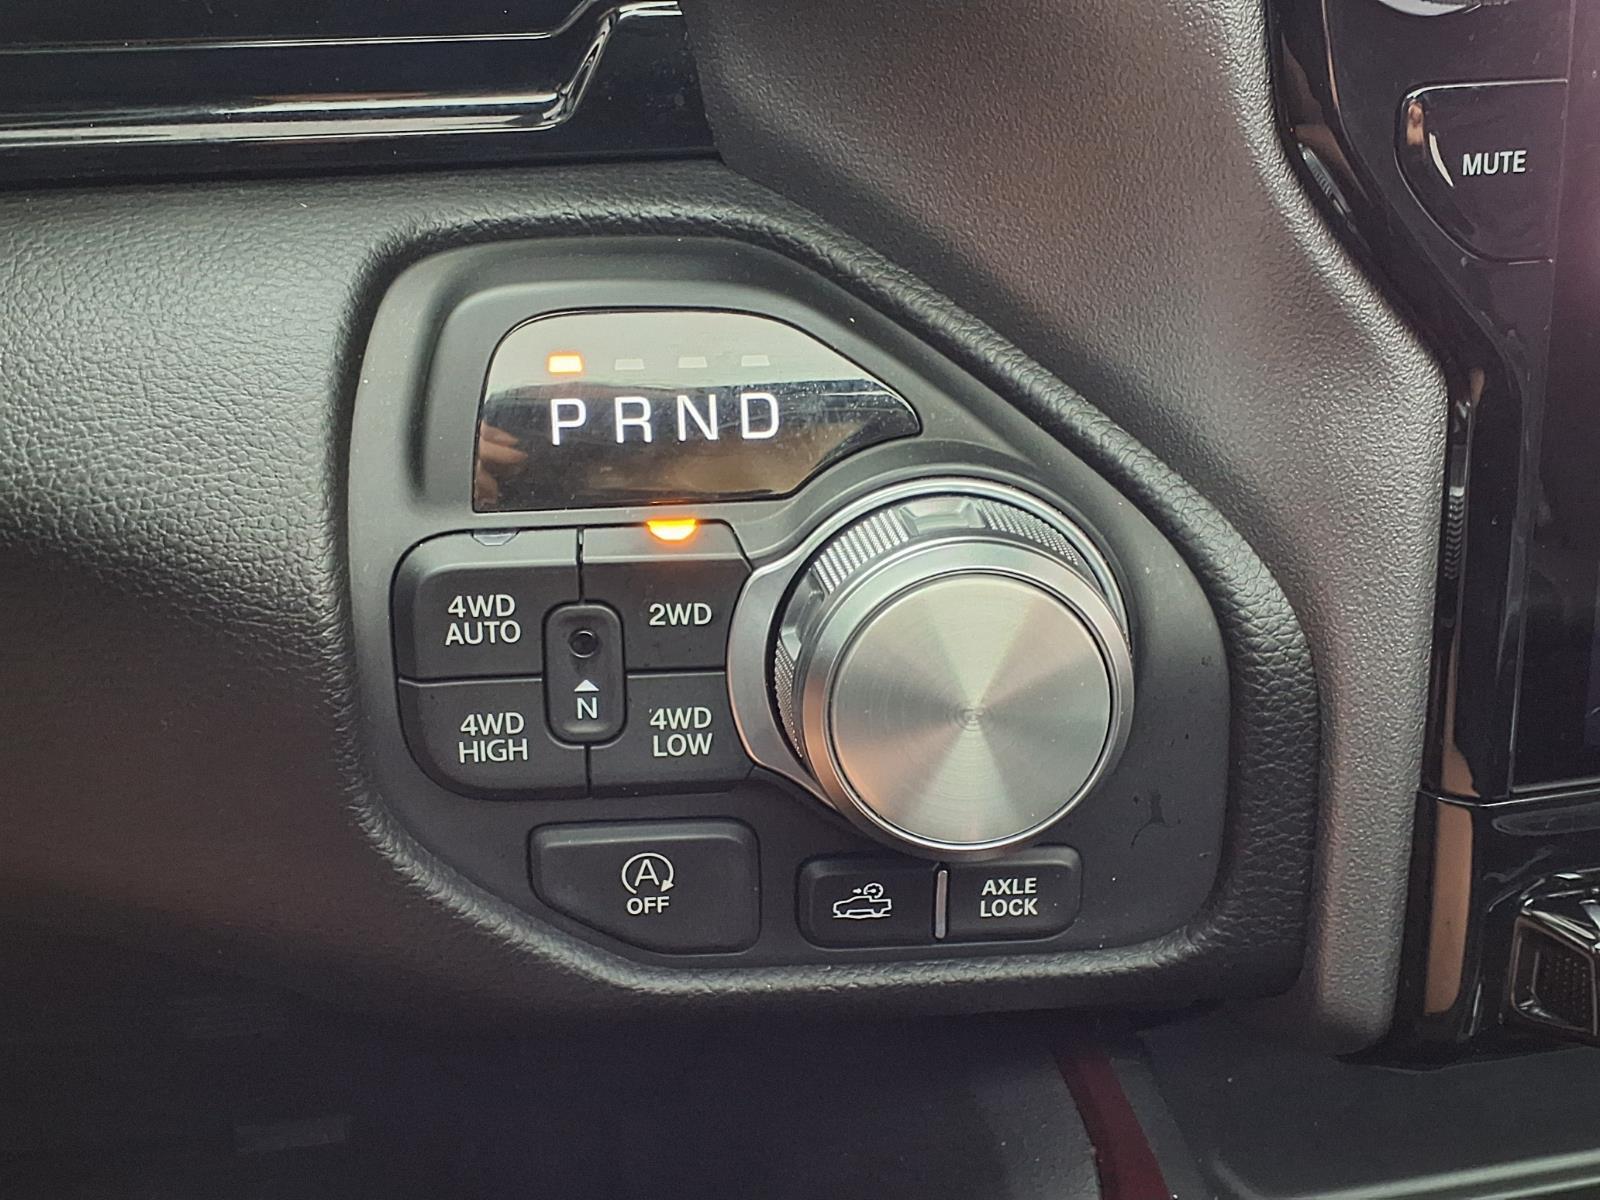 MUTE
P R N D
4WD
AUTO
2WD
N
4WD
HIGH
4WD
LOW
A
OFF
AXLE
LOCK